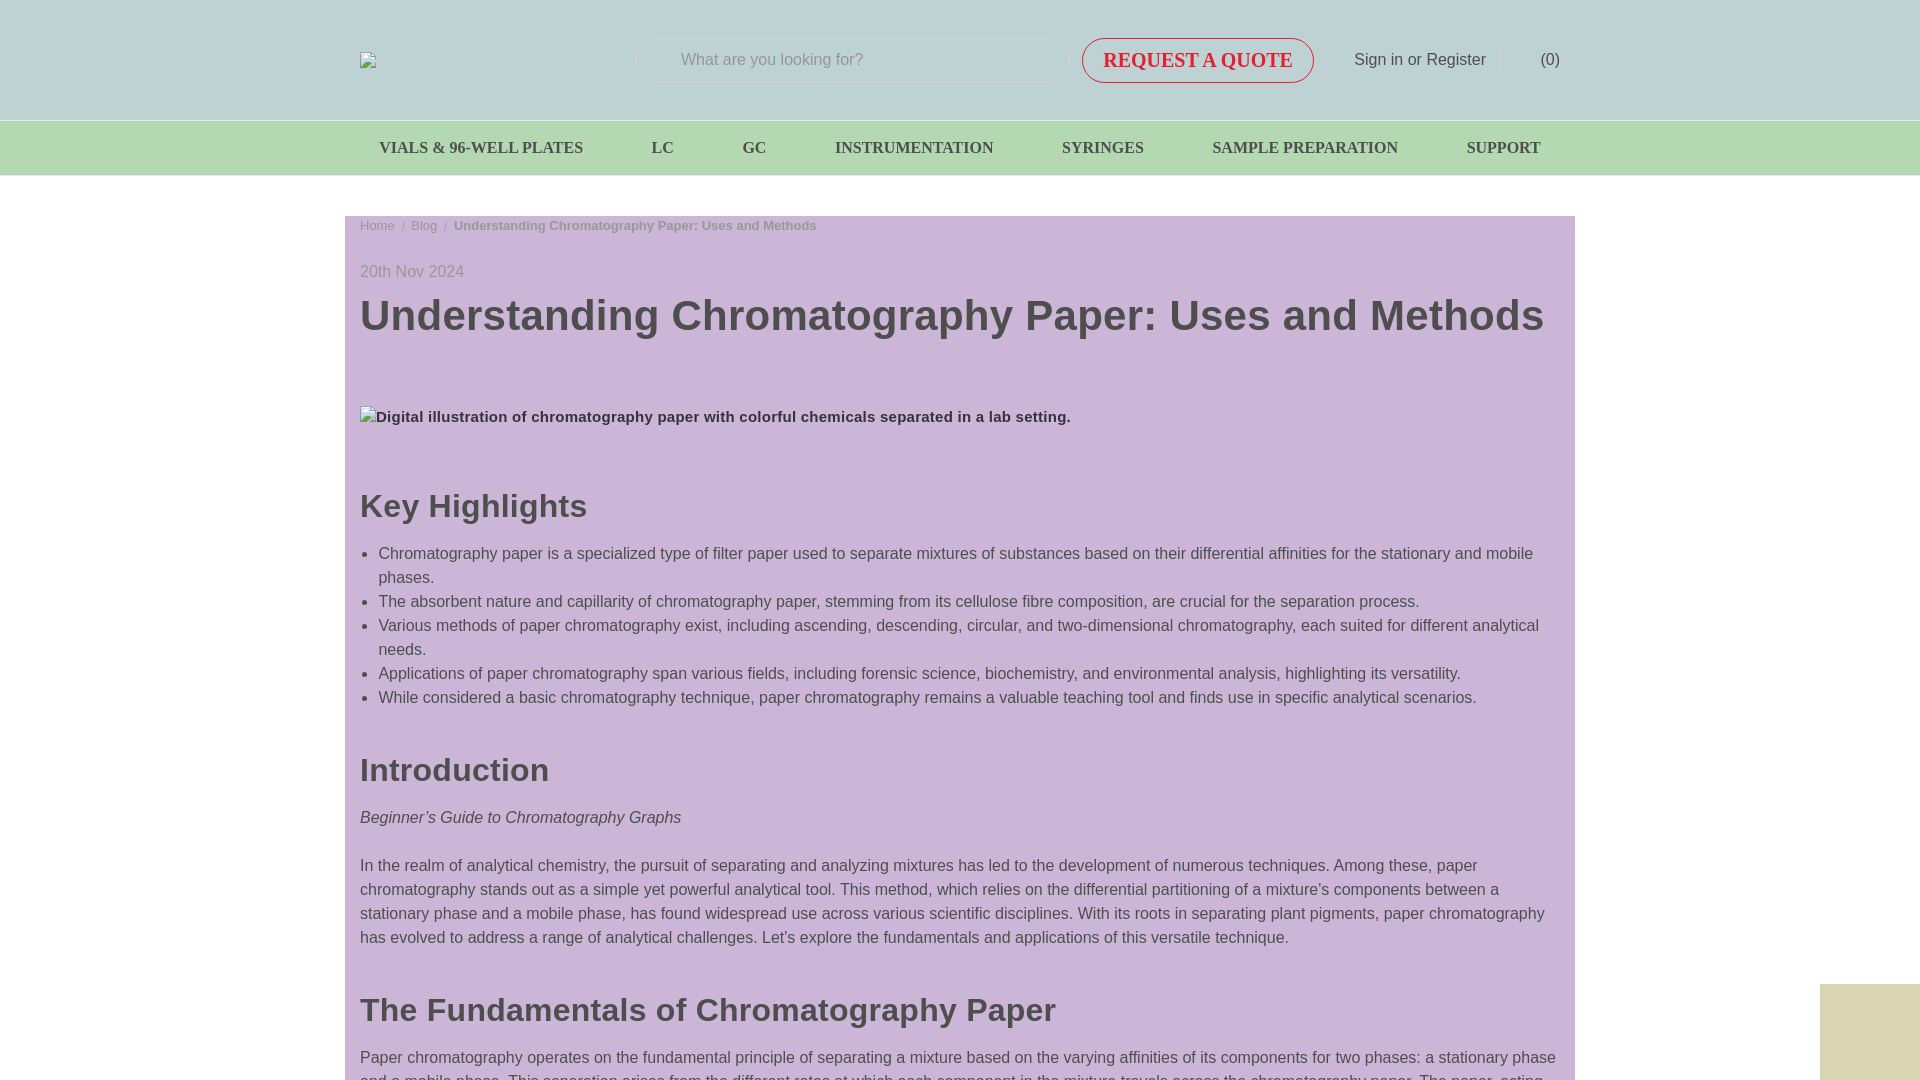 What are you looking for?
REQUEST A QUOTE
Sign in or Register
(0)
VIALS & 96-WELL PLATES
LC
GC
INSTRUMENTATION
SYRINGES
SAMPLE PREPARATION
SUPPORT
Home / Blog / Understanding Chromatography Paper: Uses and Methods
20th Nov 2024
Understanding Chromatography Paper: Uses and Methods
Digital illustration of chromatography paper with colorful chemicals separated in a lab setting.
Key Highlights
Chromatography paper is a specialized type of filter paper used to separate mixtures of substances based on their differential affinities for the stationary and mobile
phases.
The absorbent nature and capillarity of chromatography paper, stemming from its cellulose fibre composition, are crucial for the separation process.
Various methods of paper chromatography exist, including ascending, descending, circular, and two-dimensional chromatography, each suited for different analytical
needs.
Applications of paper chromatography span various fields, including forensic science, biochemistry, and environmental analysis, highlighting its versatility.
While considered a basic chromatography technique, paper chromatography remains a valuable teaching tool and finds use in specific analytical scenarios.
Introduction
Beginner’s Guide to Chromatography Graphs
In the realm of analytical chemistry, the pursuit of separating and analyzing mixtures has led to the development of numerous techniques. Among these, paper
chromatography stands out as a simple yet powerful analytical tool. This method, which relies on the differential partitioning of a mixture's components between a
stationary phase and a mobile phase, has found widespread use across various scientific disciplines. With its roots in separating plant pigments, paper chromatography
has evolved to address a range of analytical challenges. Let's explore the fundamentals and applications of this versatile technique.
The Fundamentals of Chromatography Paper
Paper chromatography operates on the fundamental principle of separating a mixture based on the varying affinities of its components for two phases: a stationary phase
and a mobile phase. This separation arises from the different rates at which each component in the mixture travels across the chromatography paper. The paper, acting